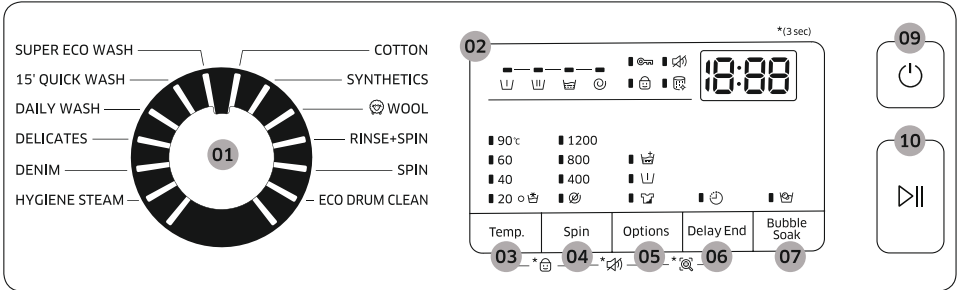 *(3 sec)
SUPER ECO WASH
COTTON
15' QUICK WASH
SYNTHETICS
DAILY WASH
WOOL
DELICATES
RINSE+SPIN
DENIM
SPIN
HYGIENE STEAM
ECO DRUM CLEAN
01
02
18:88
90℃
1200
60
800
40
400
20
Temp.
Spin
Options
Delay End
Bubble
Soak
03
04
05
06
07
*
*
*
09
10